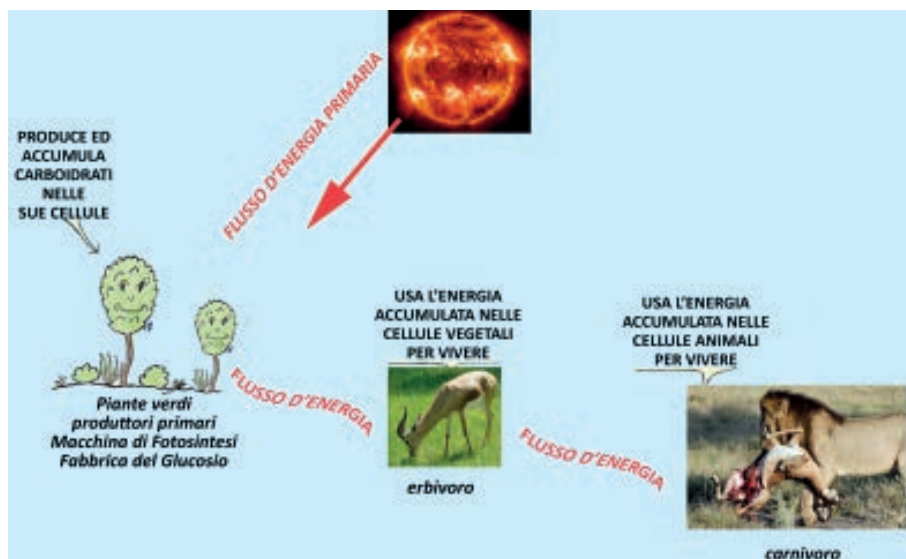 FLUSSO D'ENERGIA PRIMARIA
PRODUCE ED
ACCUMULA
CARBOIDRATI
NELLE
SUE CELLULE
Piante verdi
produttori primari
Macchina di Fotosintesi
Fabbrica del Glucosio
FLUSSO D'ENERGIA
USA L'ENERGIA
ACCUMULATA NELLE
CELLULE VEGETALI
PER VIVERE
erbivoro
FLUSSO D'ENERGIA
USA L'ENERGIA
ACCUMULATA NELLE
CELLULE ANIMALI
PER VIVERE
carnivoro